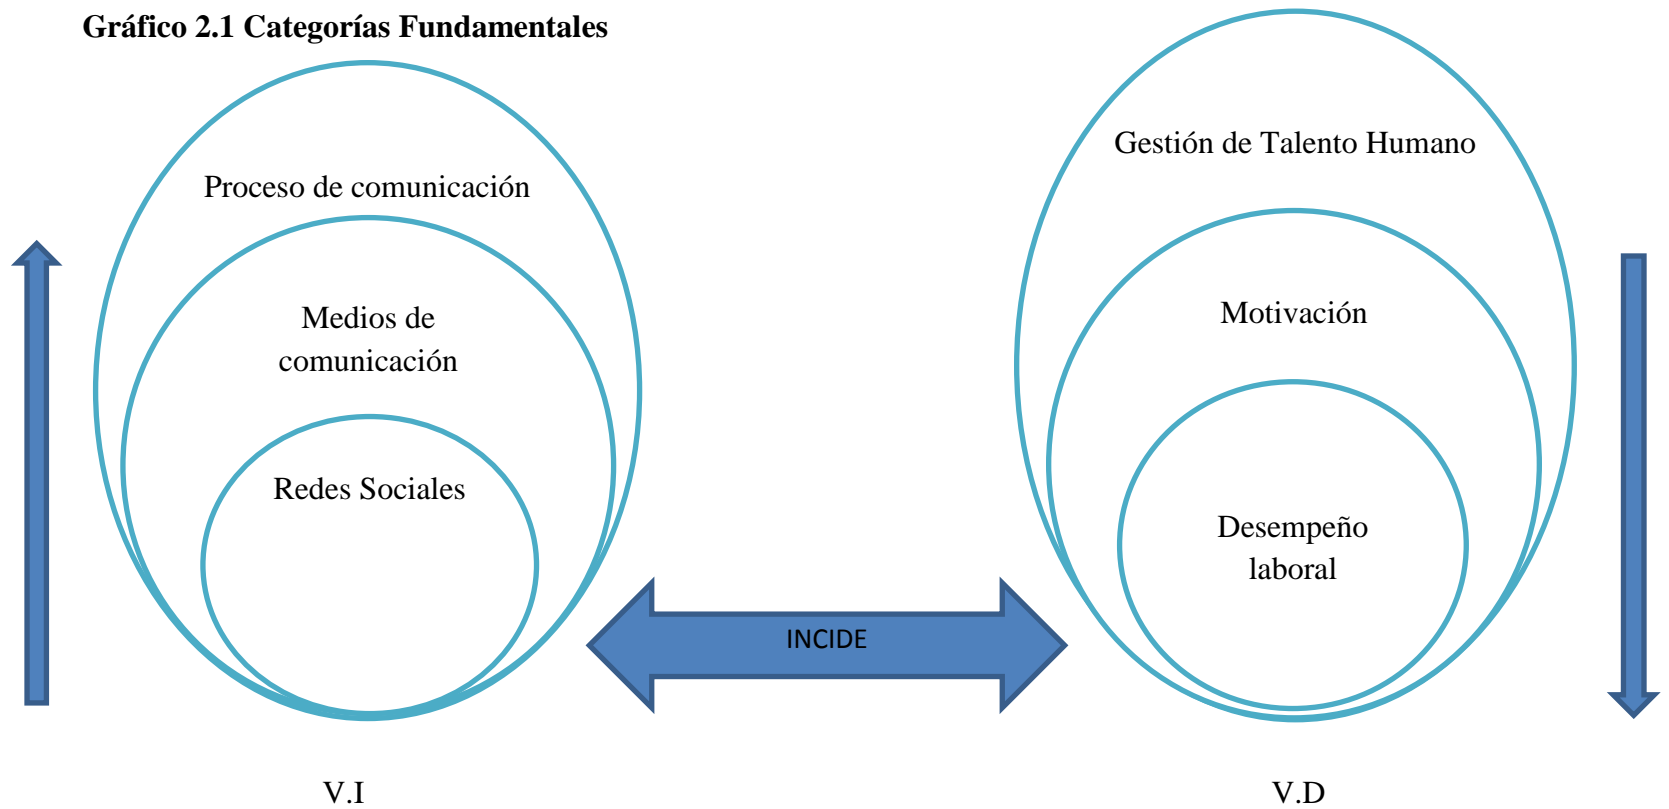 Gráfico 2.1 Categorías Fundamentales
Proceso de comunicación
Medios de
comunicación
Redes Sociales
Gestión de Talento Humano
Motivación
Desempeño
laboral
INCIDE
V.I
V.D